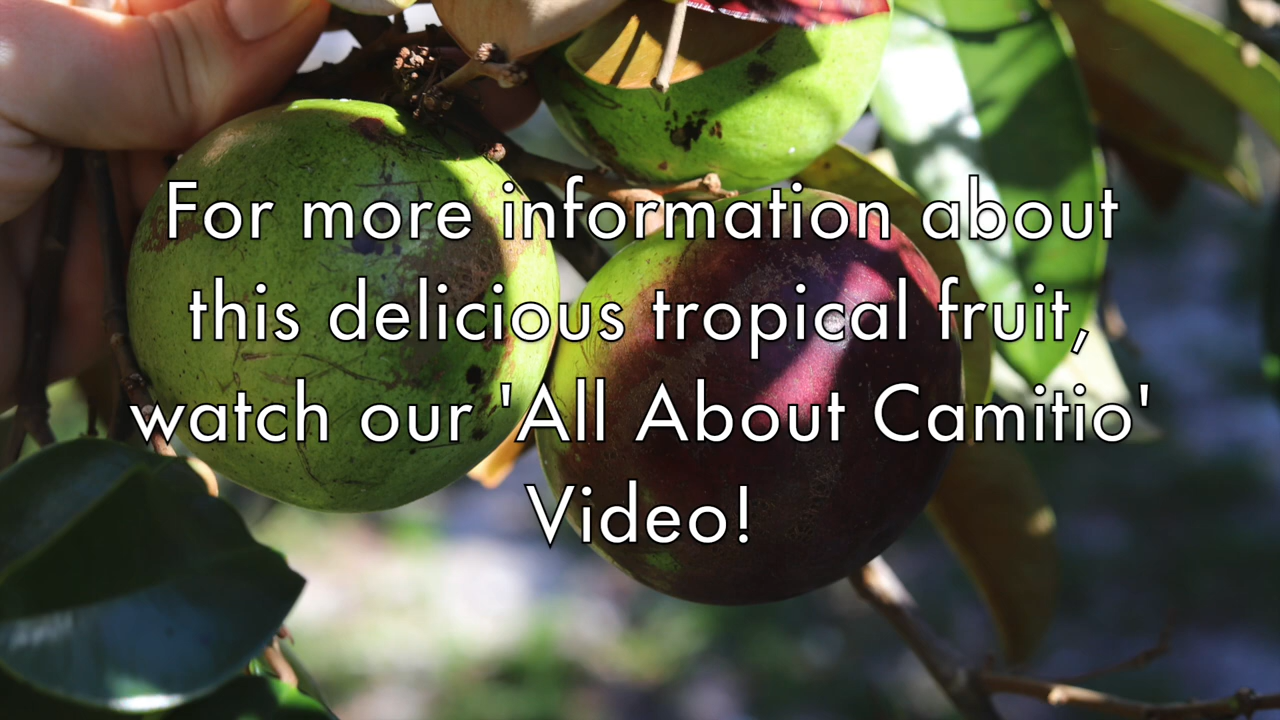 For more information about
this delicious tropical fruit,
watch our 'All About Camitio'
Video!